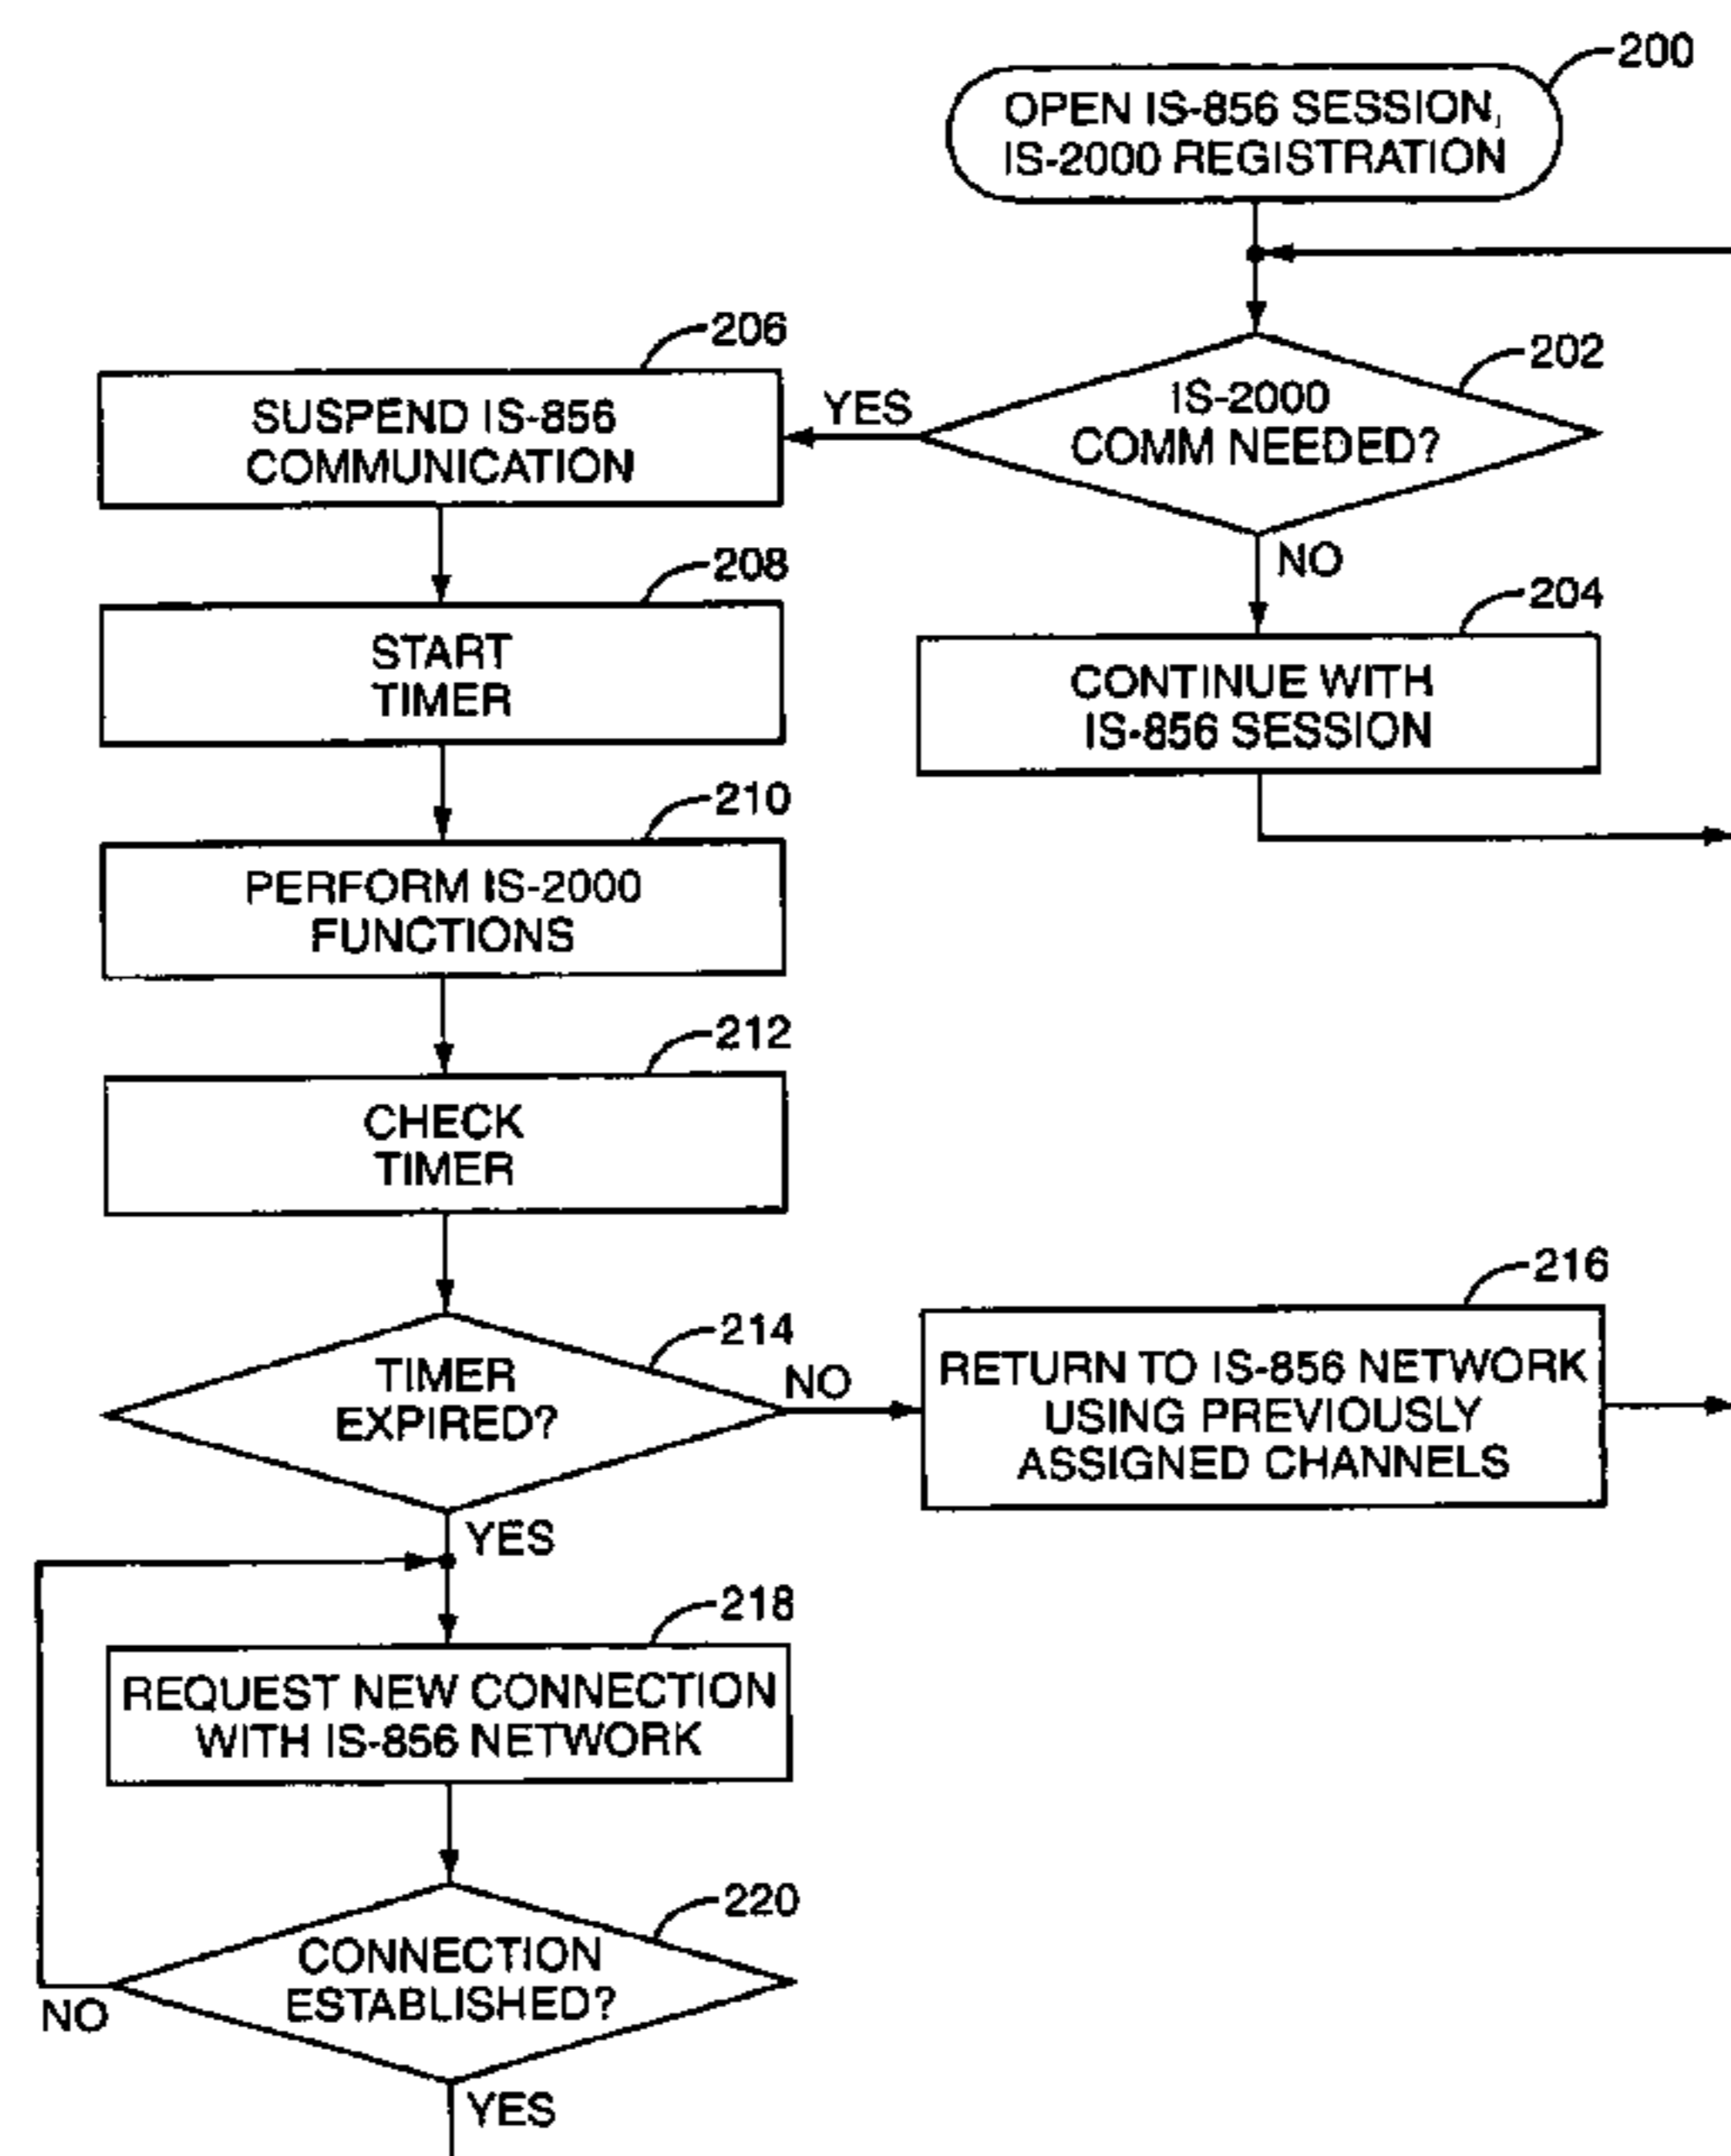 200
OPEN IS-856 SESSION,
IS-2000 REGISTRATION
206
202
SUSPEND IS-856
COMMUNICATION
YES
IS-2000
COMM NEEDED?
NO
208
START
TIMER
204
CONTINUE WITH
IS-856 SESSION
210
PERFORM IS-2000
FUNCTIONS
212
CHECK
TIMER
214
TIMER
EXPIRED?
NO
216
RETURN TO IS-856 NETWORK
USING PREVIOUSLY
ASSIGNED CHANNELS
YES
218
REQUEST NEW CONNECTION
WITH IS-856 NETWORK
220
CONNECTION
ESTABLISHED?
NO
YES